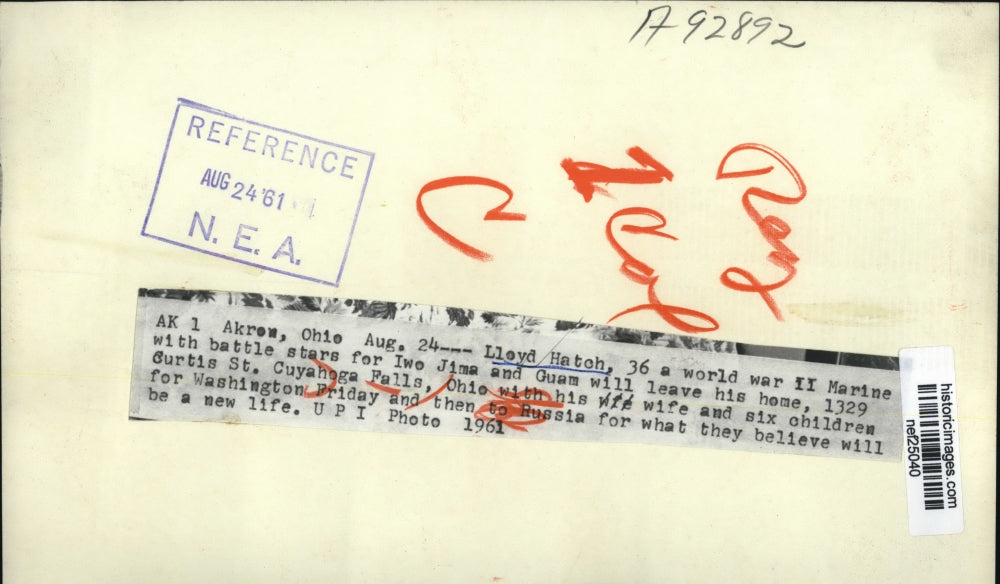 A92892
REFERENCE
AUG 24 '61
N. E. A.
1 Col
AK 1 Akron, Ohio Aug. 24--- Lloyd Hatch, 36 a world war II Marine
with battle stars for Iwo Jima and Guam will leave his home, 1329
Curtis St. Cuyahoga Falls, Ohio with his wife and six children
for Washington Friday and then to Russia for what they believe will
be a new life. U P I Photo 1961
historicimages.com
nef25040